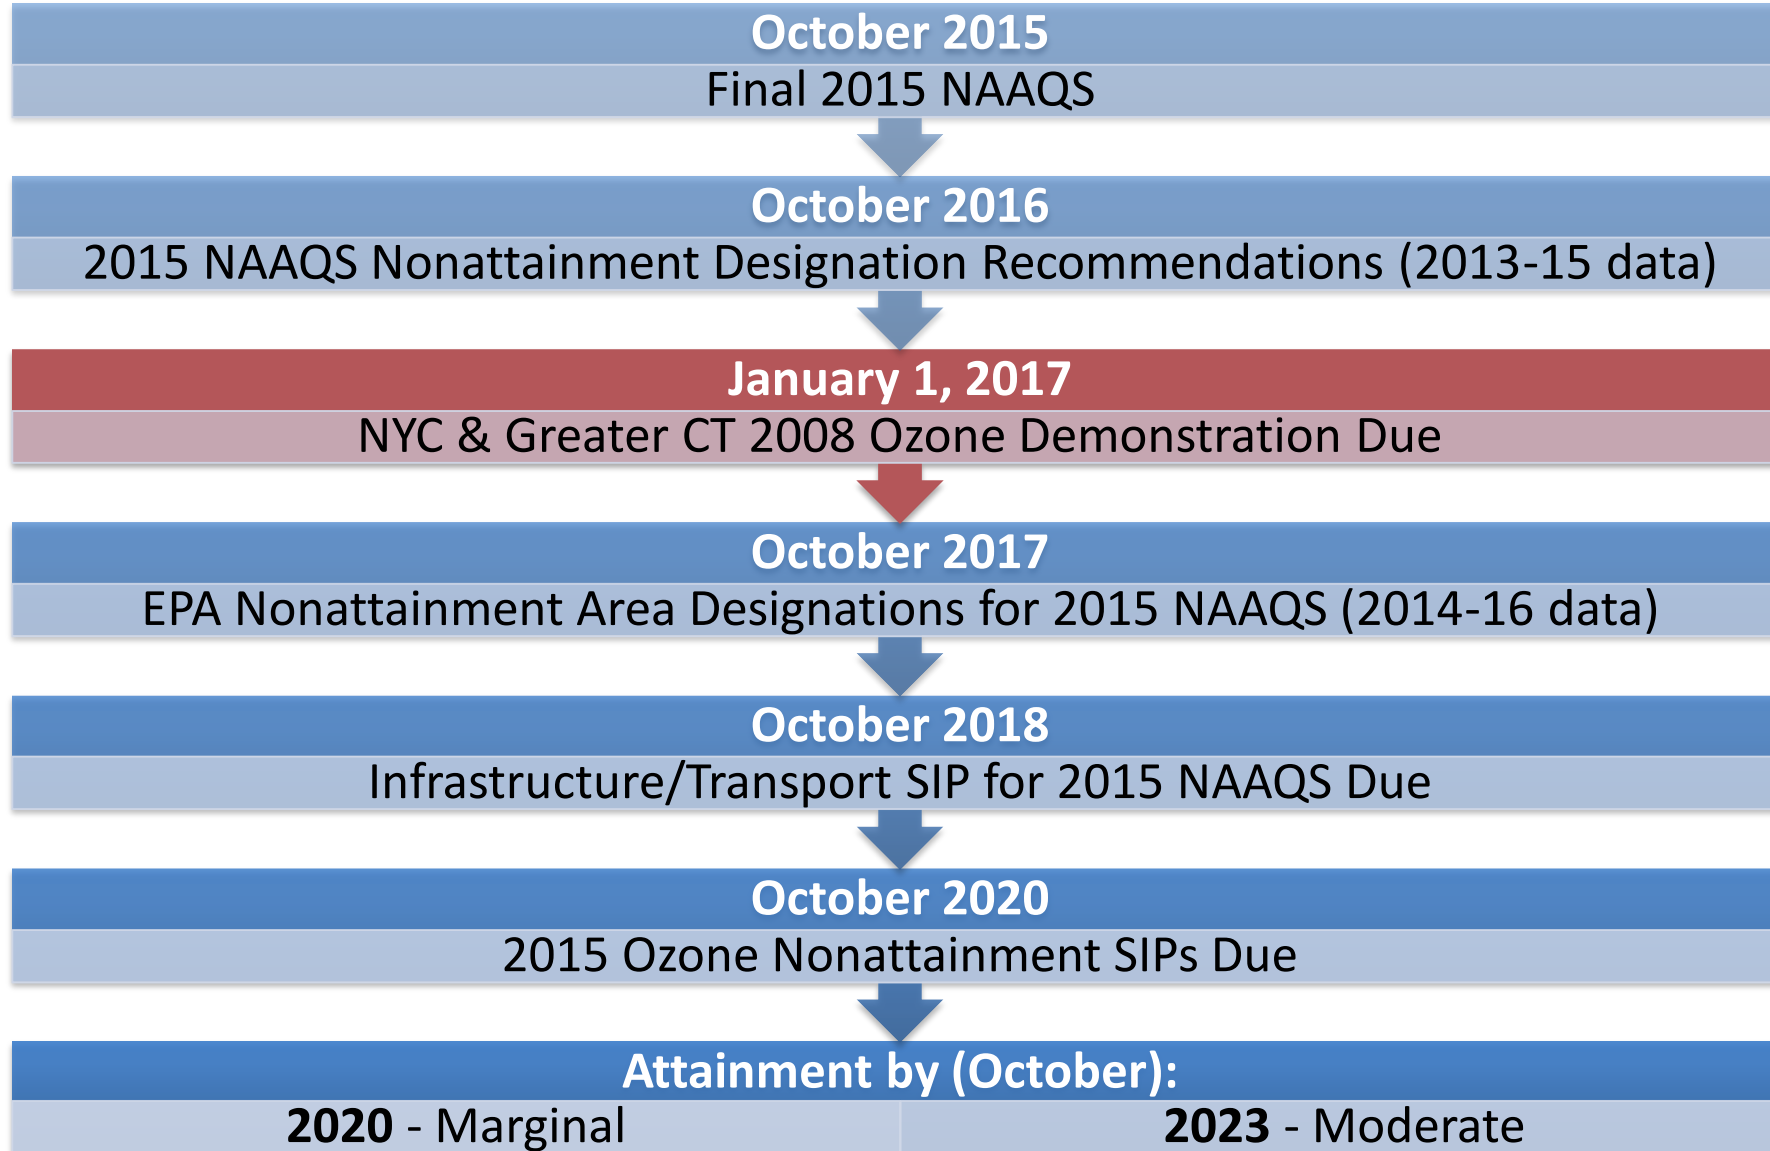 October 2015
Final 2015 NAAQS
October 2016
2015 NAAQS Nonattainment Designation Recommendations (2013-15 data)
January 1, 2017
NYC & Greater CT 2008 Ozone Demonstration Due
October 2017
EPA Nonattainment Area Designations for 2015 NAAQS (2014-16 data)
October 2018
Infrastructure/Transport SIP for 2015 NAAQS Due
October 2020
2015 Ozone Nonattainment SIPs Due
Attainment by (October):
2020 - Marginal
2023 - Moderate